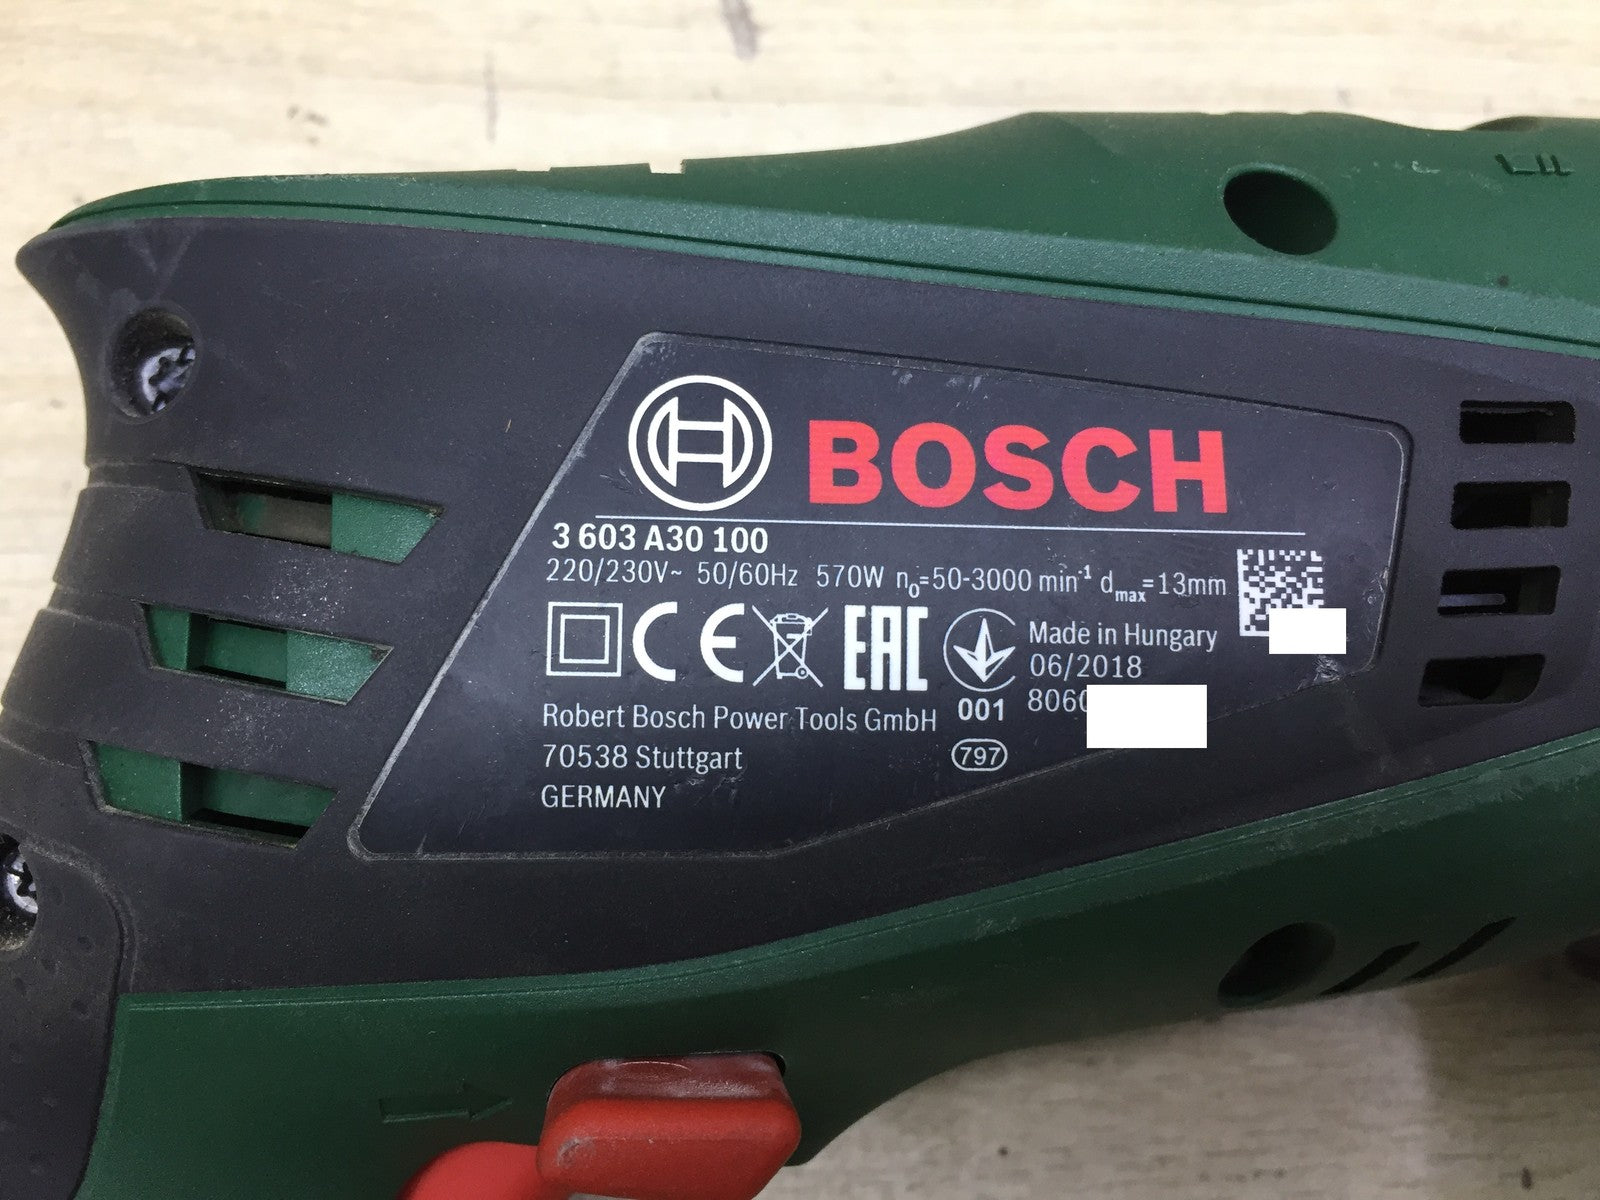 BOSCH
3 603 A30 100
220/230V~ 50/60Hz 570W n₀=50-3000 min⁻¹ dmax=13mm
CE EAC
Made in Hungary
06/2018
001
Robert Bosch Power Tools GmbH
70538 Stuttgart
797
GERMANY